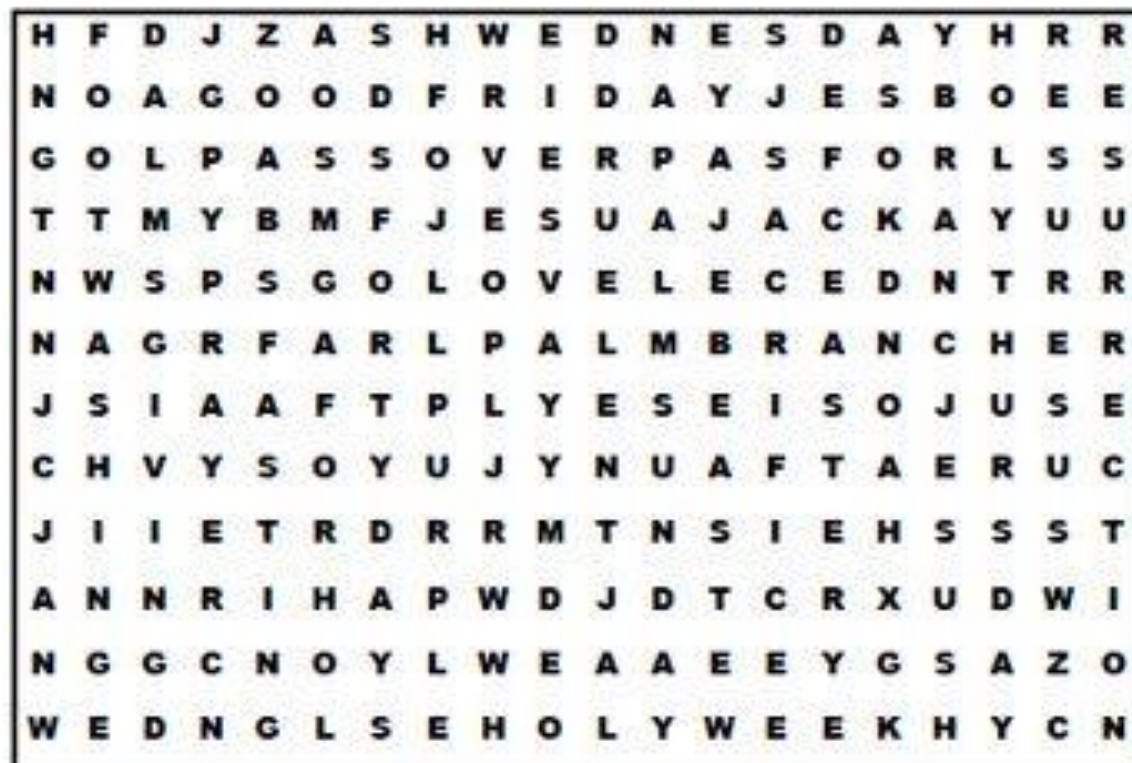 H F D J Z A S H W E D N E S D A Y H R R
N O A G O O D F R I D A Y J E S B O E E
G O L P A S S O V E R P A S F O R L S S
T T M Y B M F J E S U A J A C K A Y U U
N W S P S G O L O V E L E C E D N T R R
N A G R F A R L P A L M B R A N C H E R
J S I A A F T P L Y E S E I S O J U S E
C H V Y S O Y U J Y N U A F T A E R U C
J I I E T R D R R M T N S I E H S S S T
A N N R I H A P W D J D T C R X U D W I
N G G C N O Y L W E A A E E Y G S A Z O
W E D N G L S E H O L Y W E E K H Y C N